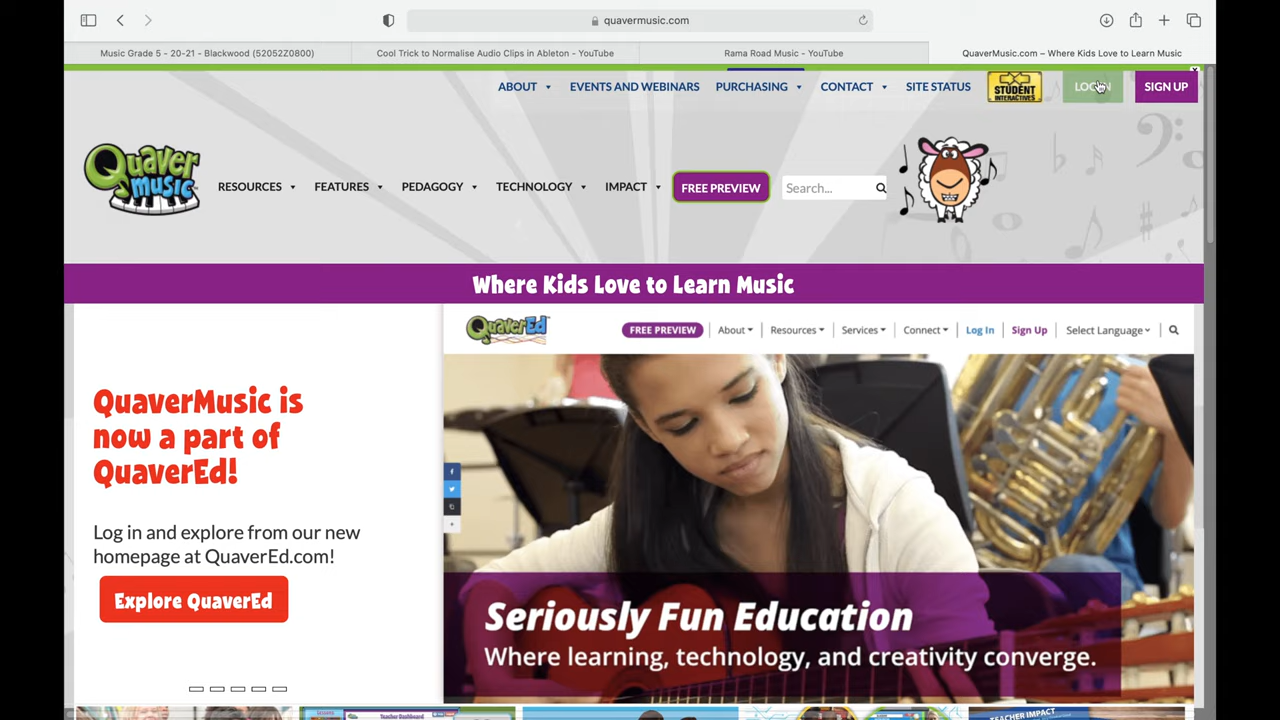 quavermusic.com
Music Grade 5 - 20-21 - Blackwood (52052Z0800)
Cool Trick to Normalise Audio Clips in Ableton - YouTube
Rama Road Music - YouTube
QuaverMusic.com – Where Kids Love to Learn Music
ABOUT EVENTS AND WEBINARS PURCHASING CONTACT SITE STATUS STUDENT INTERACTIVES SIGN UP
Quaver music
RESOURCES FEATURES PEDAGOGY TECHNOLOGY IMPACT FREE PREVIEW Search...
Where Kids Love to Learn Music
QuaverEd FREE PREVIEW About Resources Services Connect Log In Sign Up Select Language
QuaverMusic is
now a part of
QuaverEd!
Log in and explore from our new
homepage at QuaverEd.com!
Explore QuaverEd
Seriously Fun Education
Where learning, technology, and creativity converge.
Teacher Dashboard
TEACHER IMPACT